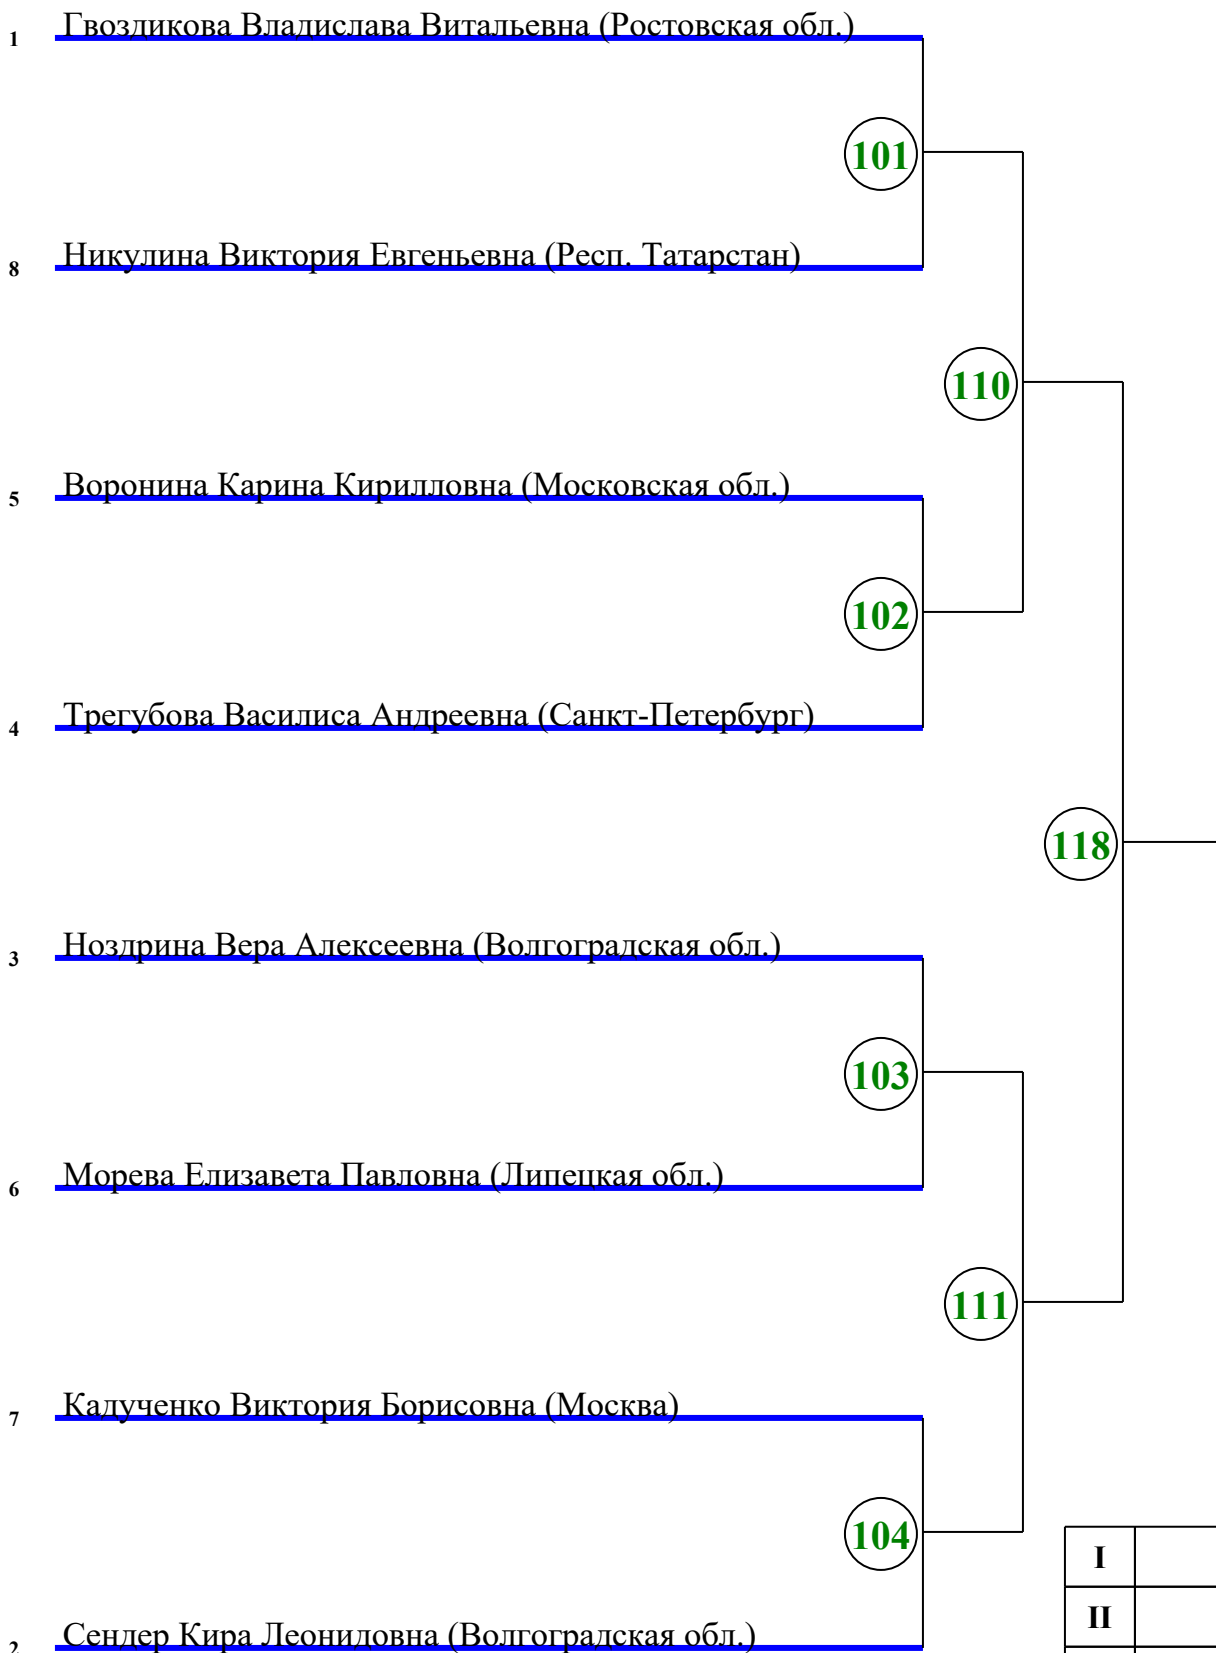 1 Гвоздикова Владислава Витальевна (Ростовская обл.)
101
8 Никулина Виктория Евгеньевна (Респ. Татарстан)
110
5 Воронина Карина Кирилловна (Московская обл.)
102
4 Трегубова Василиса Андреевна (Санкт-Петербург)
118
3 Ноздрина Вера Алексеевна (Волгоградская обл.)
103
6 Морева Елизавета Павловна (Липецкая обл.)
111
7 Кадученко Виктория Борисовна (Москва)
104
I
II
2 Сендер Кира Леонидовна (Волгоградская обл.)